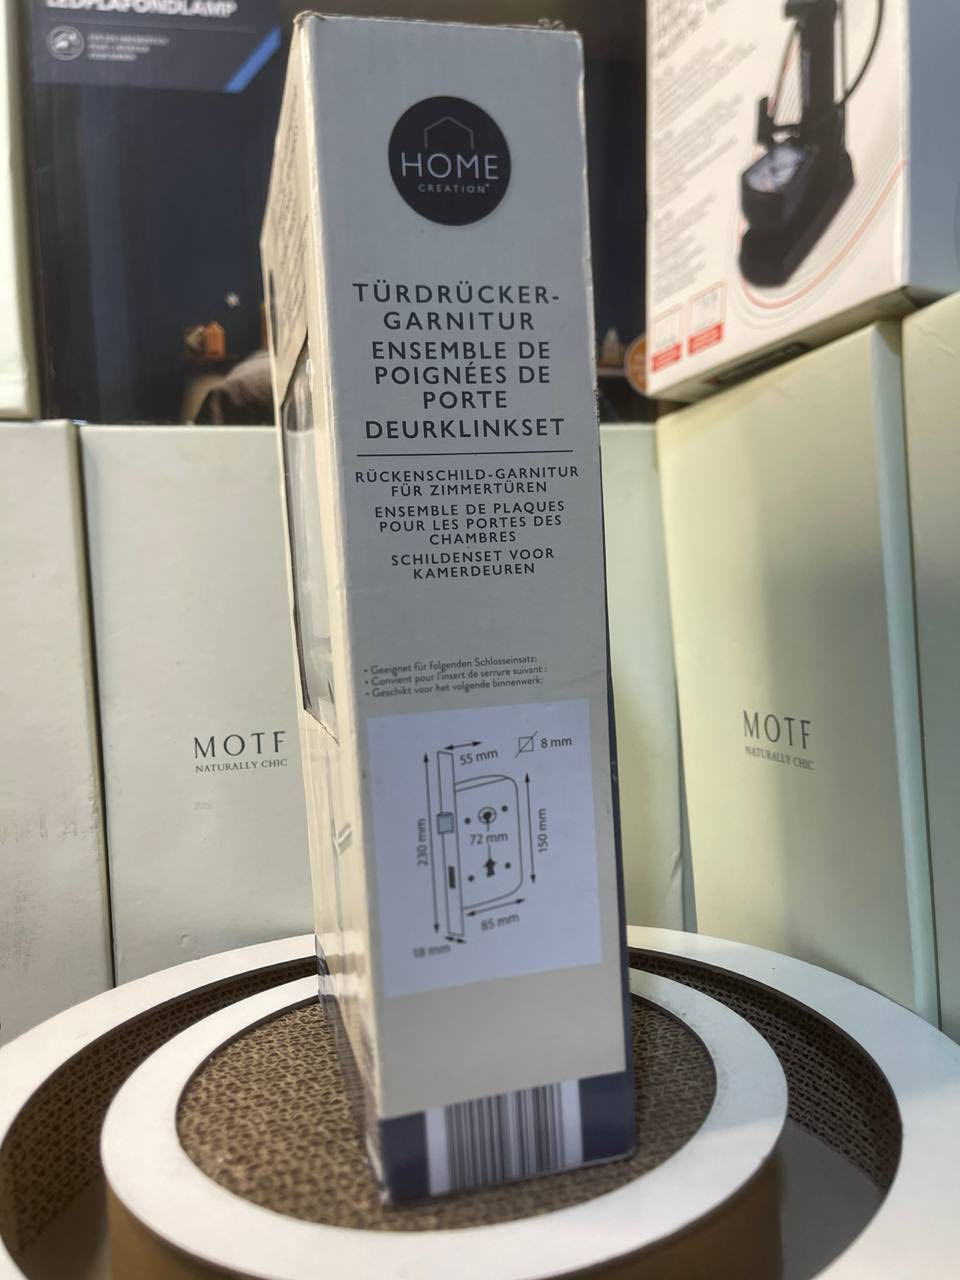 LEDPLAFONDLAMP
HOME
CREATION®
TÜRDRÜCKER-
GARNITUR
ENSEMBLE DE
POIGNÉES DE
PORTE
DEURKLINKSET
RÜCKENSCHILD-GARNITUR
FÜR ZIMMERTÜREN
ENSEMBLE DE PLAQUES
POUR LES PORTES DES
CHAMBRES
SCHILDENSET VOOR
KAMERDEUREN
• Geeignet für folgenden Schlosseinsatz:
• Convient pour l'insert de serrure suivant :
• Geschikt voor het volgende binnenwerk:
55 mm
8 mm
230 mm
72 mm
150 mm
85 mm
18 mm
MOTF
NATURALLY CHIC
MOTF
NATURALLY CHIC